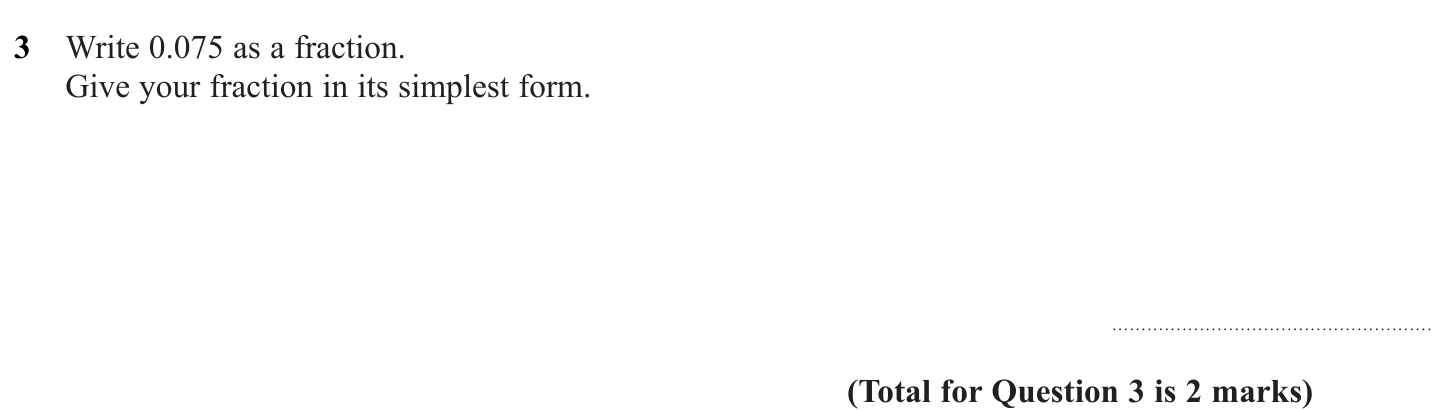 3 Write 0.075 as a fraction.
Give your fraction in its simplest form.
(Total for Question 3 is 2 marks)